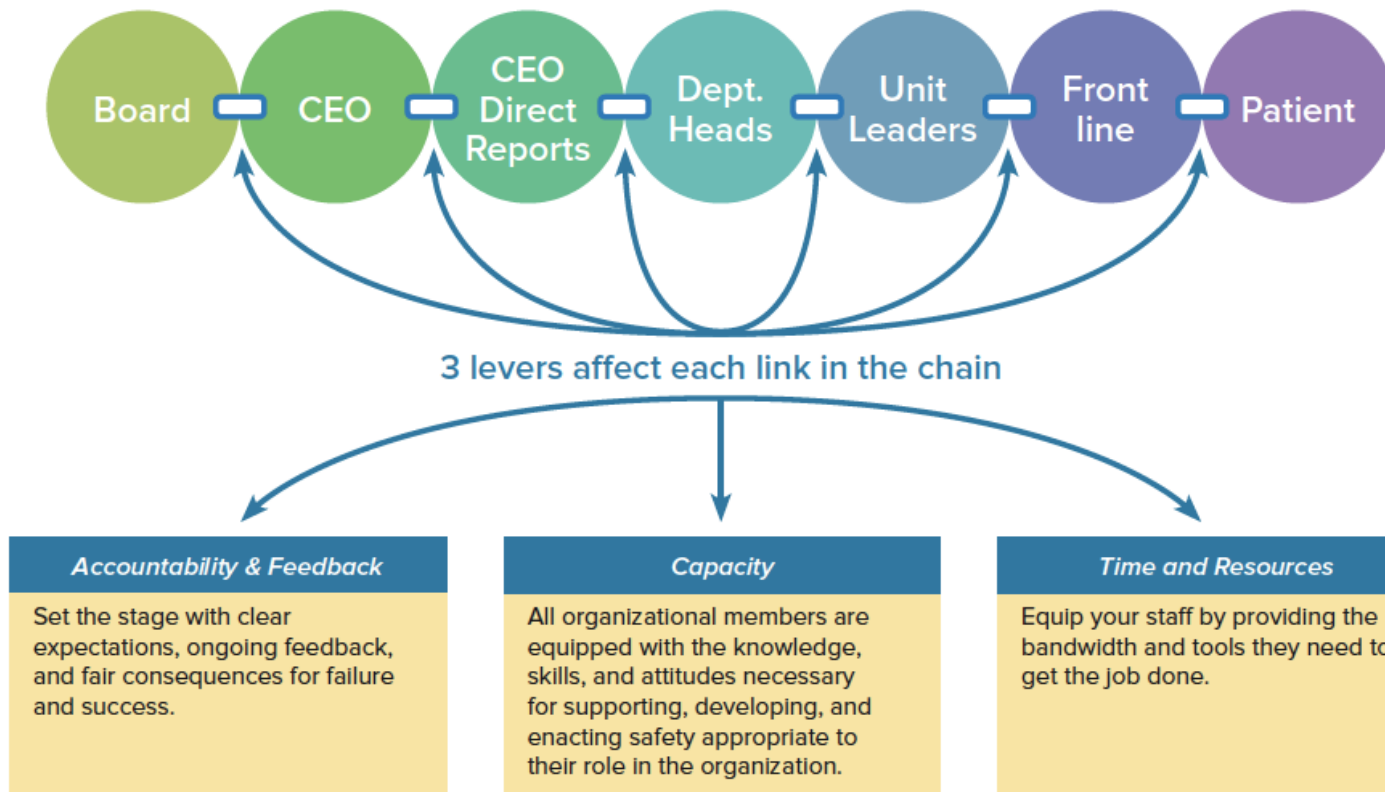 Board
CEO
CEO
Direct
Reports
Dept.
Heads
Unit
Leaders
Front
line
Patient
3 levers affect each link in the chain
Accountability & Feedback
Set the stage with clear
expectations, ongoing feedback,
and fair consequences for failure
and success.
Capacity
All organizational members are
equipped with the knowledge,
skills, and attitudes necessary
for supporting, developing, and
enacting safety appropriate to
their role in the organization.
Time and Resources
Equip your staff by providing the
bandwidth and tools they need to
get the job done.